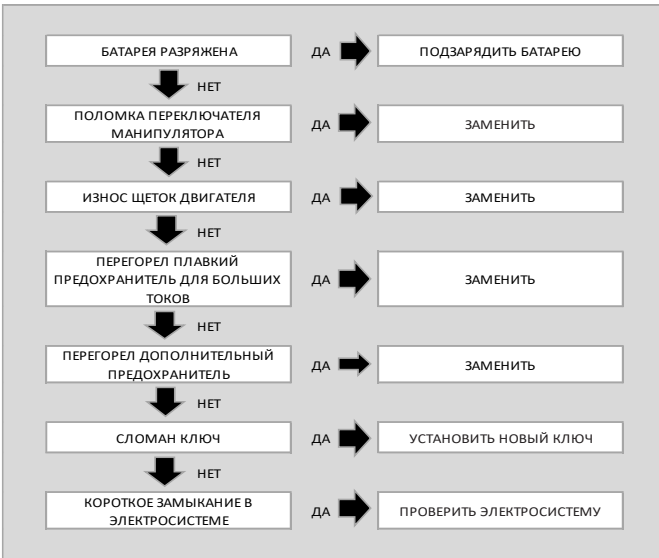 БАТАРЕЯ РАЗРЯЖЕНА ДА ПОДЗАРЯДИТЬ БАТАРЕЮ
НЕТ
ПОЛОМКА ПЕРЕКЛЮЧАТЕЛЯ
МАНИПУЛЯТОРА
ДА ЗАМЕНИТЬ
НЕТ
ИЗНОС ЩЕТОК ДВИГАТЕЛЯ ДА ЗАМЕНИТЬ
НЕТ
ПЕРЕГОРЕЛ ПЛАВКИЙ
ПРЕДОХРАНИТЕЛЬ ДЛЯ БОЛЬШИХ
ТОКОВ
ДА ЗАМЕНИТЬ
НЕТ
ПЕРЕГОРЕЛ ДОПОЛНИТЕЛЬНЫЙ
ПРЕДОХРАНИТЕЛЬ
ДА ЗАМЕНИТЬ
НЕТ
СЛОМАН КЛЮЧ ДА УСТАНОВИТЬ НОВЫЙ КЛЮЧ
НЕТ
КОРОТКОЕ ЗАМЫКАНИЕ В
ЭЛЕКТРОСИСТЕМЕ
ДА ПРОВЕРИТЬ ЭЛЕКТРОСИСТЕМУ